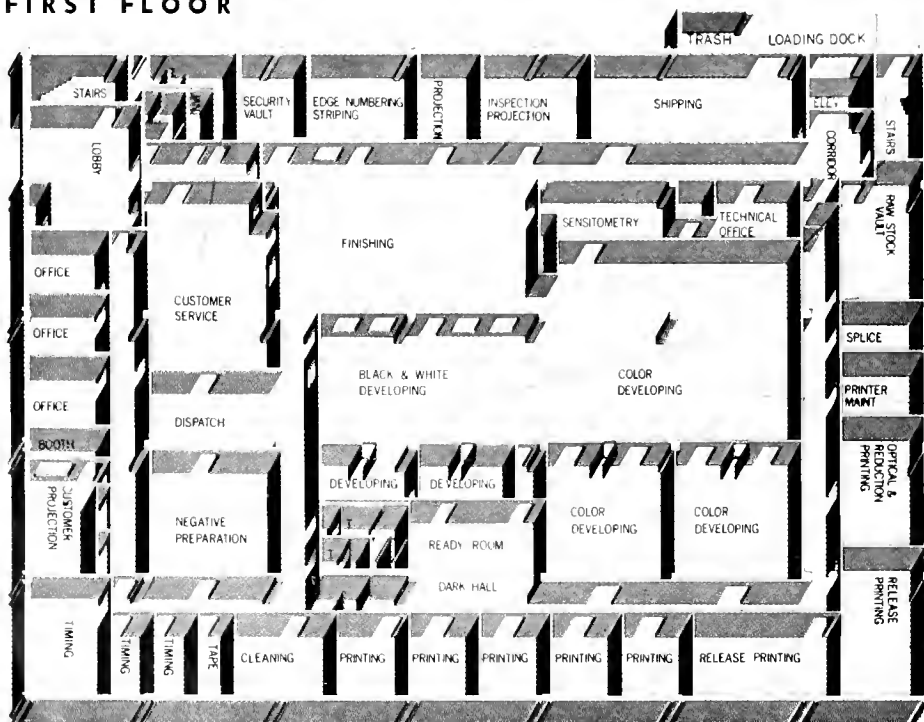 FIRST FLOOR
TRASH
LOADING DOCK
STAIRS
JAN
SECURITY
VAULT
EDGE NUMBERING
STRIPING
PROJECTION
INSPECTION
PROJECTION
SHIPPING
ELEV
STAIRS
LOBBY
CORRIDOR
FINISHING
SENSITOMETRY
TECHNICAL
OFFICE
RAW STOCK
VAULT
OFFICE
CUSTOMER
SERVICE
OFFICE
SPLICE
BLACK & WHITE
DEVELOPING
COLOR
DEVELOPING
PRINTER
MAINT
OFFICE
DISPATCH
BOOTH
OPTICAL &
REDUCTION
PRINTING
CUSTOMER
PROJECTION
DEVELOPING
DEVELOPING
NEGATIVE
PREPARATION
COLOR
DEVELOPING
COLOR
DEVELOPING
READY ROOM
DARK HALL
RELEASE
PRINTING
TIMING
TIMING
TIMING
TAPE
CLEANING
PRINTING
PRINTING
PRINTING
PRINTING
PRINTING
RELEASE PRINTING